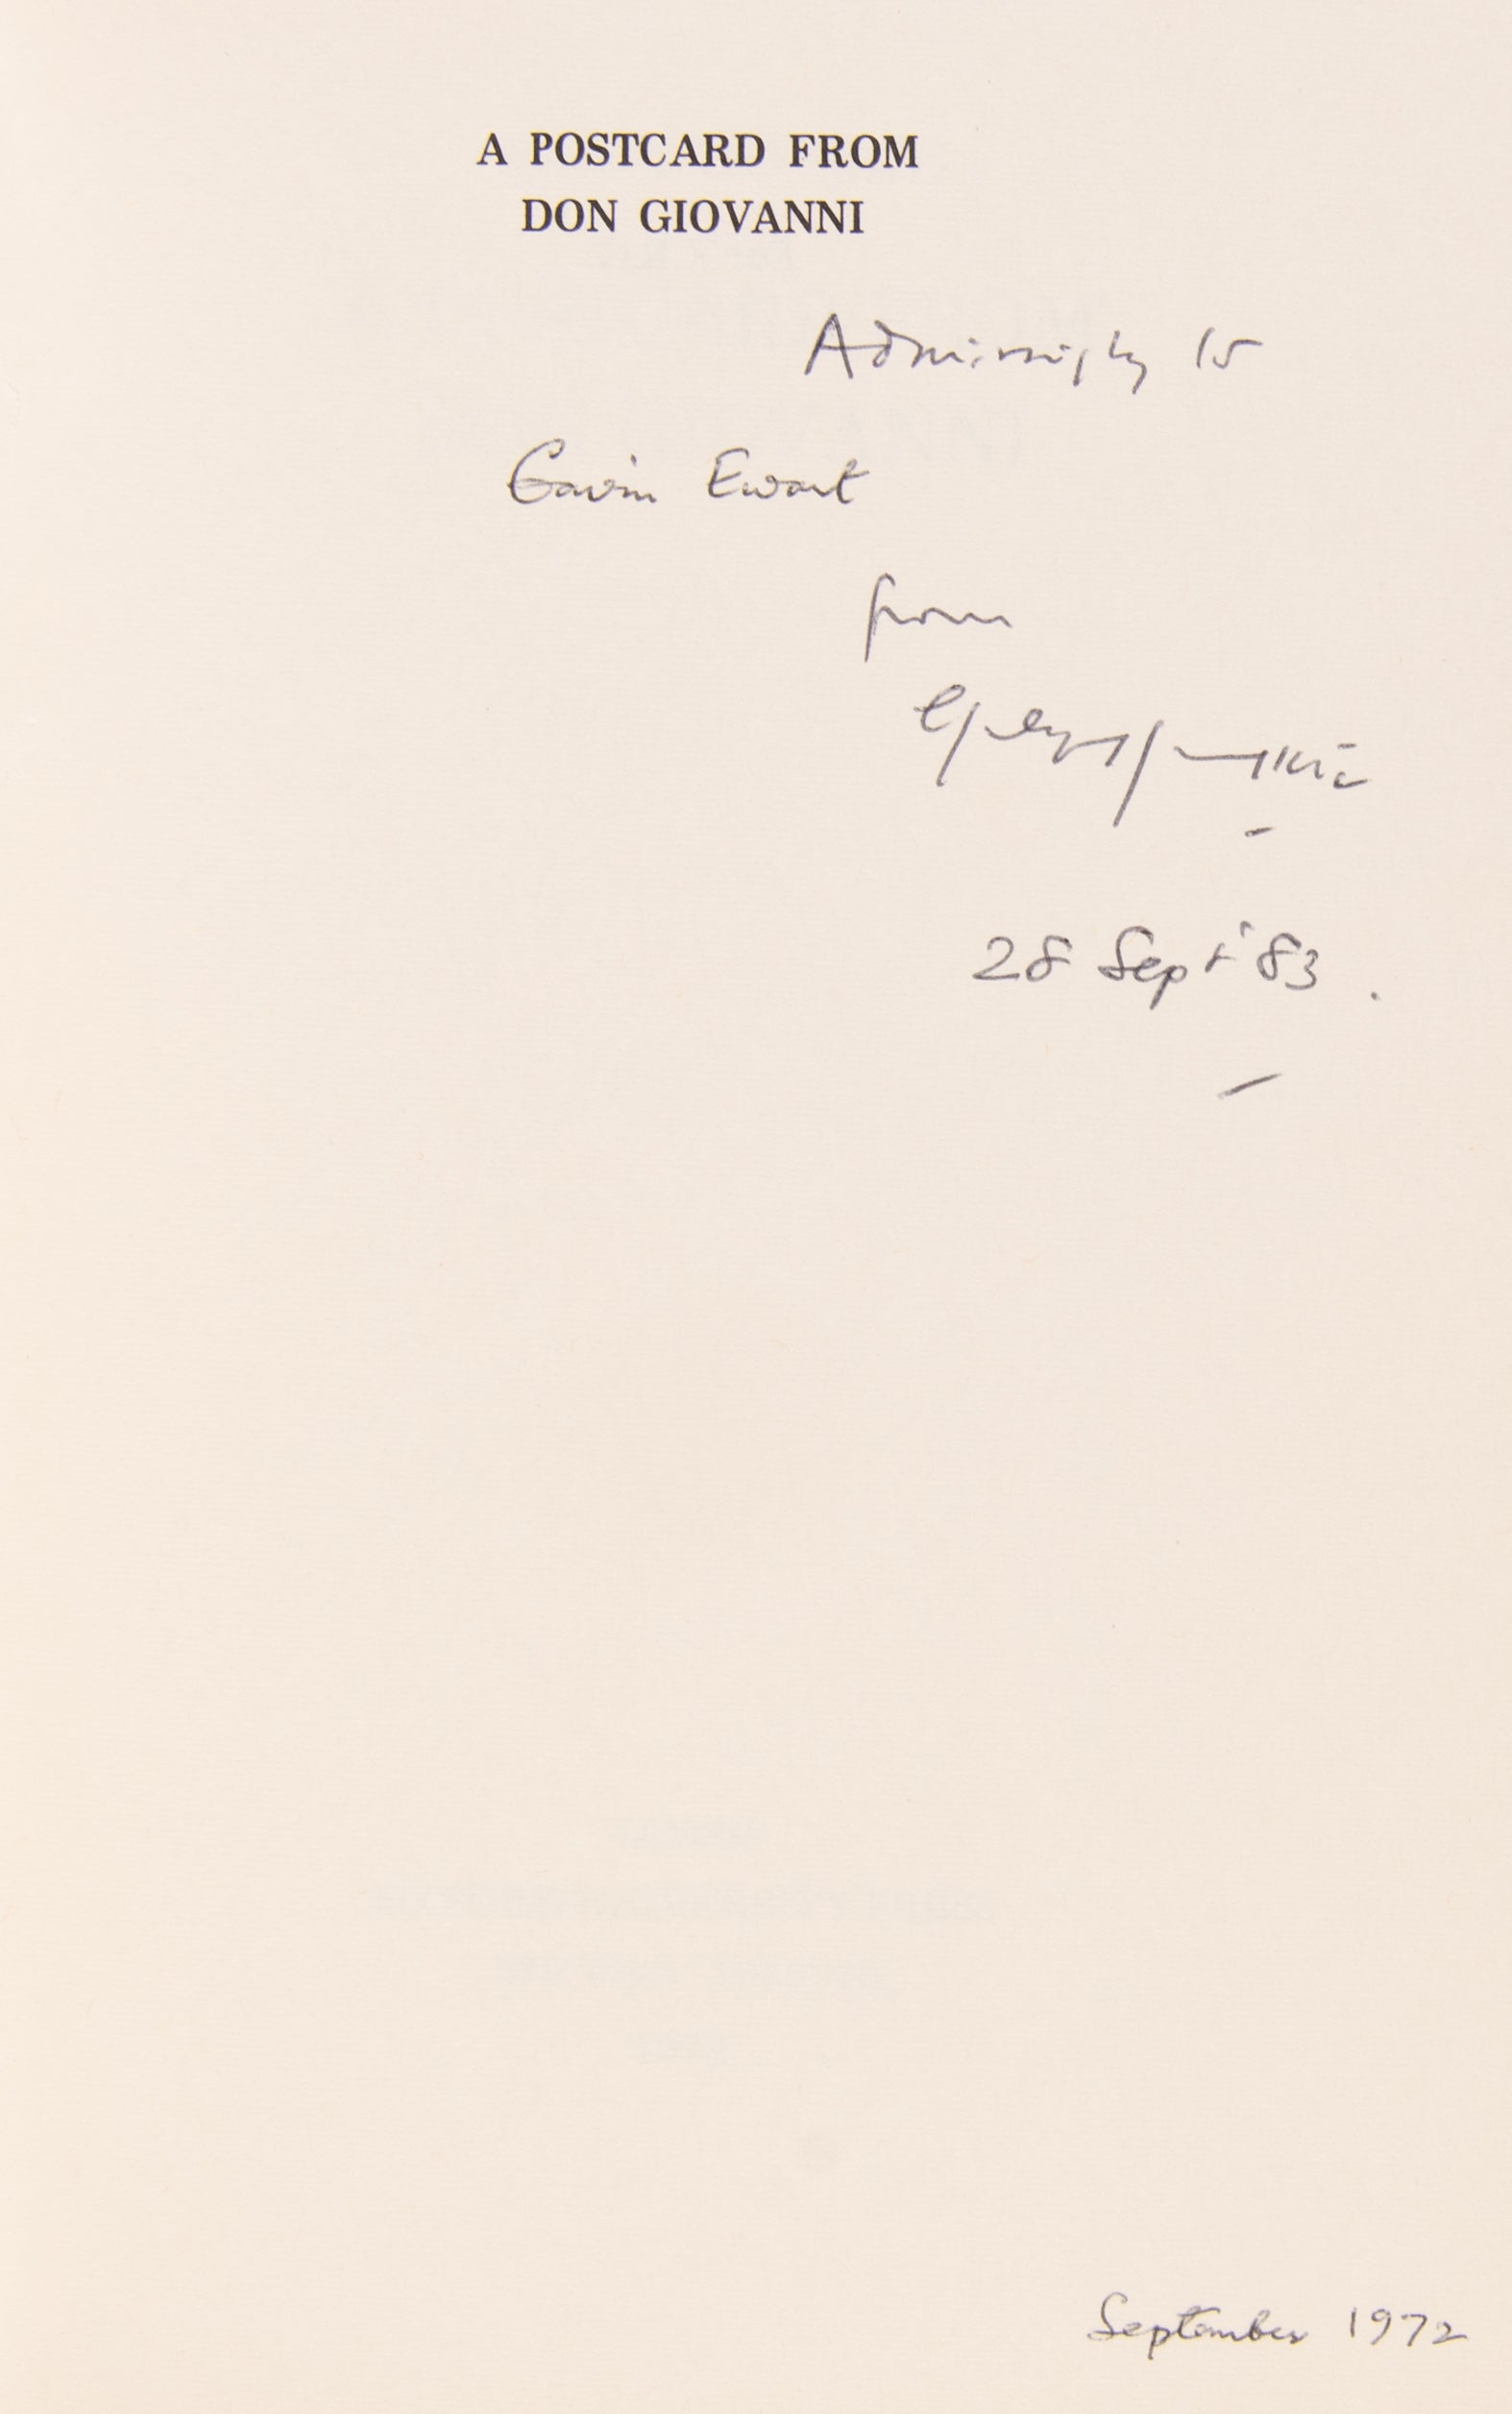 A POSTCARD FROM
DON GIOVANNI
Admiringly to
Gavin Ewart
from
28 Sept '83.
September 1972